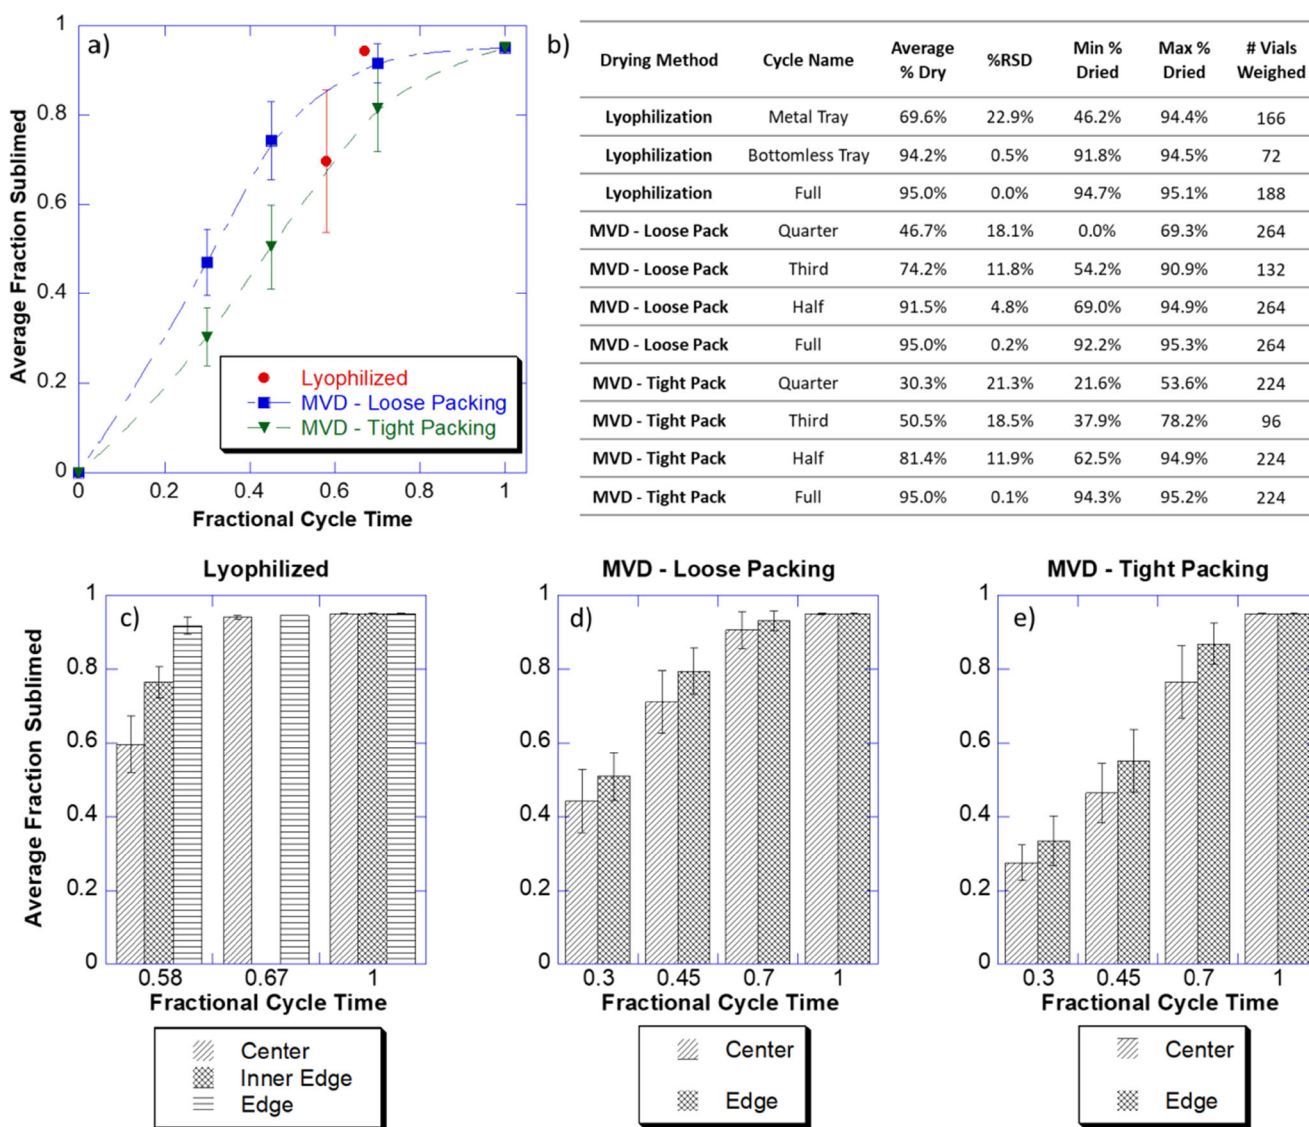 a)
1
0.8
0.6
0.4
0.2
0
0 0.2 0.4 0.6 0.8 1
Average Fraction Sublimed
Fractional Cycle Time
Lyophilized
MVD - Loose Packing
MVD - Tight Packing
b)
Drying Method Cycle Name Average % Dry %RSD Min % Dried Max % Dried # Vials Weighed
Lyophilization Metal Tray 69.6% 22.9% 46.2% 94.4% 166
Lyophilization Bottomless Tray 94.2% 0.5% 91.8% 94.5% 72
Lyophilization Full 95.0% 0.0% 94.7% 95.1% 188
MVD - Loose Pack Quarter 46.7% 18.1% 0.0% 69.3% 264
MVD - Loose Pack Third 74.2% 11.8% 54.2% 90.9% 132
MVD - Loose Pack Half 91.5% 4.8% 69.0% 94.9% 264
MVD - Loose Pack Full 95.0% 0.2% 92.2% 95.3% 264
MVD - Tight Pack Quarter 30.3% 21.3% 21.6% 53.6% 224
MVD - Tight Pack Third 50.5% 18.5% 37.9% 78.2% 96
MVD - Tight Pack Half 81.4% 11.9% 62.5% 94.9% 224
MVD - Tight Pack Full 95.0% 0.1% 94.3% 95.2% 224
Lyophilized
c)
1
0.8
0.6
0.4
0.2
0
0.58 0.67 1
Average Fraction Sublimed
Fractional Cycle Time
Center
Inner Edge
Edge
MVD - Loose Packing
d)
1
0.8
0.6
0.4
0.2
0
0.3 0.45 0.7 1
Fractional Cycle Time
Center
Edge
MVD - Tight Packing
e)
1
0.8
0.6
0.4
0.2
0
0.3 0.45 0.7 1
Fractional Cycle Time
Center
Edge